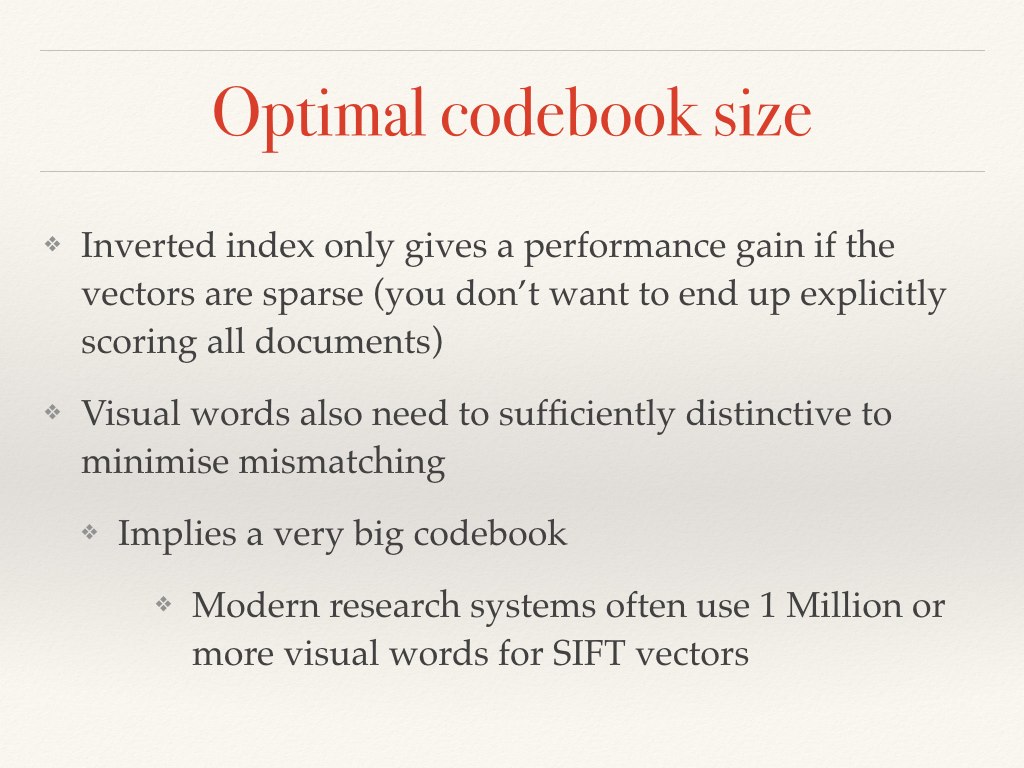 Optimal codebook size
❖ Inverted index only gives a performance gain if the
vectors are sparse (you don’t want to end up explicitly
scoring all documents)
❖ Visual words also need to sufficiently distinctive to
minimise mismatching
❖ Implies a very big codebook
❖ Modern research systems often use 1 Million or
more visual words for SIFT vectors